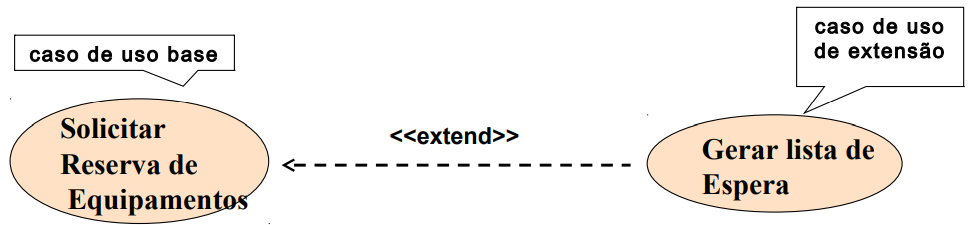 caso de uso base
caso de uso
de extensão
Solicitar
Reserva de
Equipamentos
<<extend>>
Gerar lista de
Espera